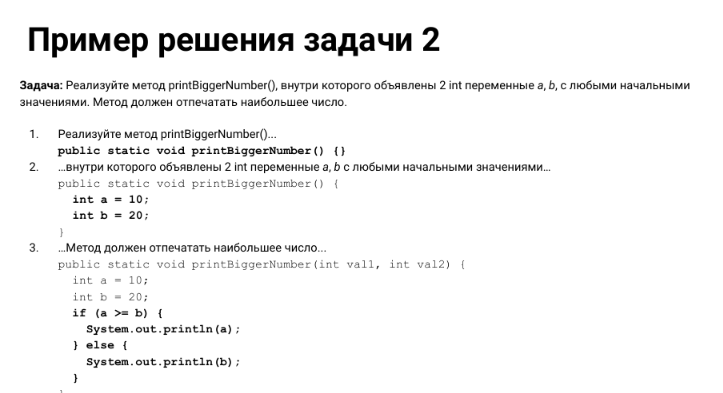 Пример решения задачи 2
Задача: Реализуйте метод printBiggerNumber(), внутри которого объявлены 2 int переменные a, b, с любыми начальными
значениями. Метод должен отпечатать наибольшее число.
1. Реализуйте метод printBiggerNumber()...
public static void printBiggerNumber() {}
2. …внутри которого объявлены 2 int переменные a, b с любыми начальными значениями…
public static void printBiggerNumber() {
int a = 10;
int b = 20;
}
3. …Метод должен отпечатать наибольшее число...
public static void printBiggerNumber(int val1, int val2) {
int a = 10;
int b = 20;
if (a >= b) {
System.out.println(a);
} else {
System.out.println(b);
}